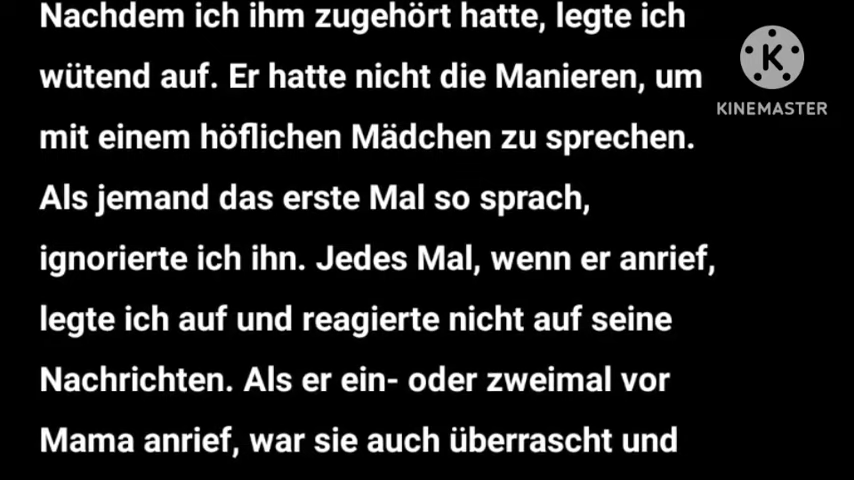 Nachdem ich ihm zugehört hatte, legte ich
wütend auf. Er hatte nicht die Manieren, um
mit einem höflichen Mädchen zu sprechen.
Als jemand das erste Mal so sprach,
ignorierte ich ihn. Jedes Mal, wenn er anrief,
legte ich auf und reagierte nicht auf seine
Nachrichten. Als er ein- oder zweimal vor
Mama anrief, war sie auch überrascht und
K
KINEMASTER